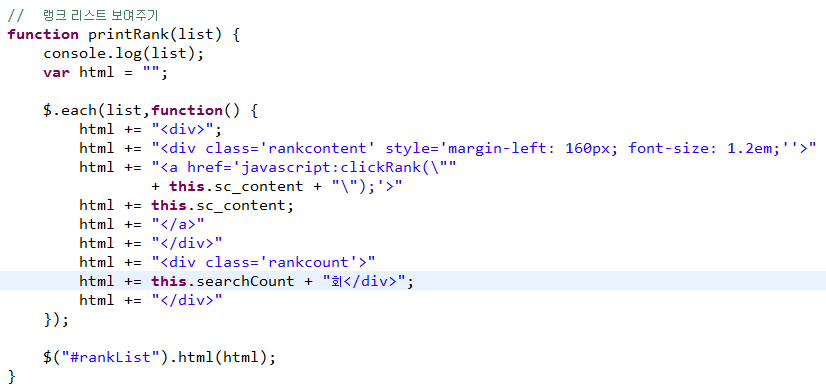 //  랭크 리스트 보여주기
function printRank(list) {
    console.log(list);
    var html = "";

    $.each(list,function() {
        html += "<div>";
        html += "<div class='rankcontent' style='margin-left: 160px; font-size: 1.2em;''>"
        html += "<a href='javascript:clickRank(\""
                + this.sc_content + "\");'>"
        html += this.sc_content;
        html += "</a>"
        html += "</div>"
        html += "<div class='rankcount'>"
        html += this.searchCount + "회</div>";
        html += "</div>"
    });

    $("#rankList").html(html);
}